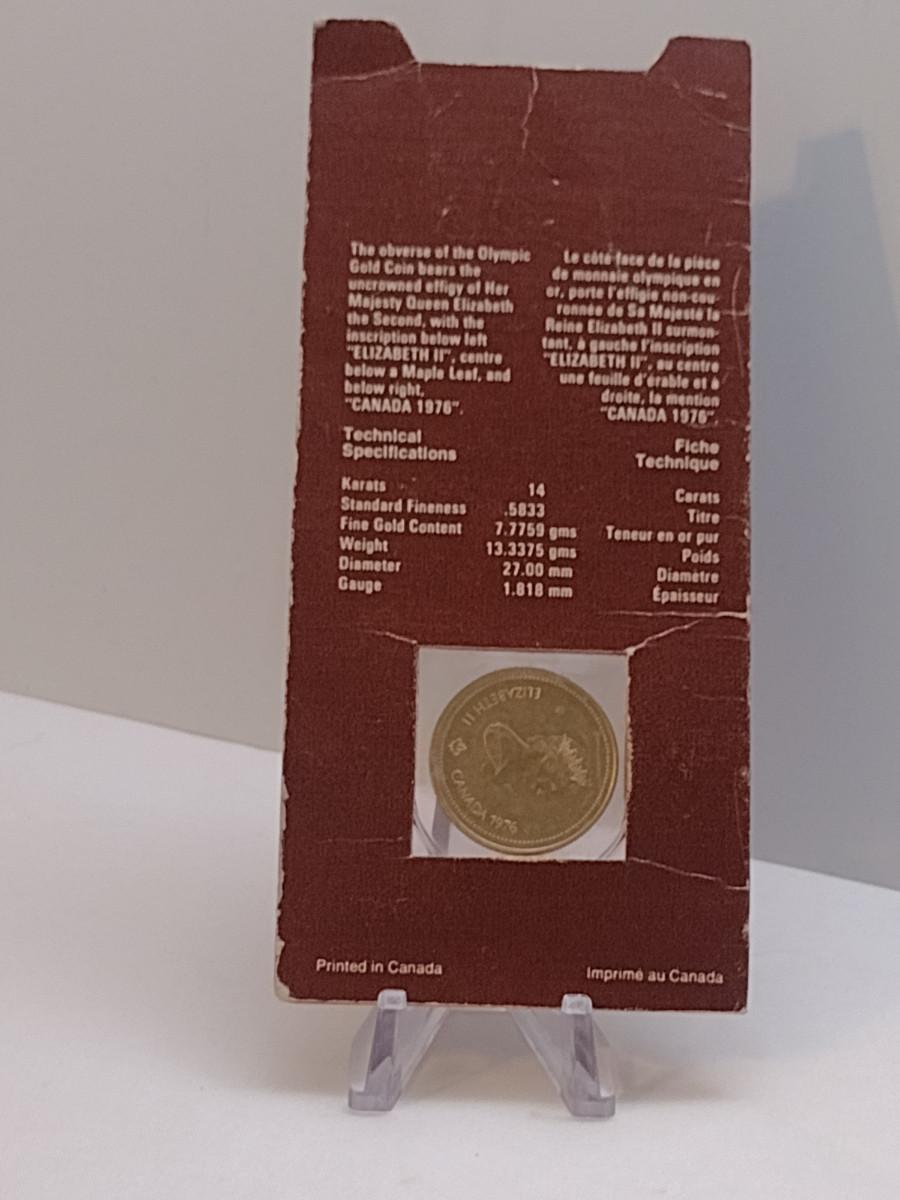 The obverse of the Olympic
Gold Coin bears the
uncrowned effigy of Her
Majesty Queen Elizabeth
the Second, with the
inscription below left
"ELIZABETH II", centre
below a Maple Leaf, and
below right,
"CANADA 1976".
Le côté face de la pièce
de monnaie olympique en
or, porte l'effigie non-cou-
ronnée de Sa Majesté la
Reine Elizabeth II surmon-
tant, à gauche l'inscription
"ELIZABETH II", au centre
une feuille d'érable et à
droite, la mention
"CANADA 1976".
Technical
Specifications
Fiche
Technique
Karats 14 Carats
Standard Fineness .5833 Titre
Fine Gold Content 7.7759 gms Teneur en or pur
Weight 13.3375 gms Poids
Diameter 27.00 mm Diamètre
Gauge 1.818 mm Épaisseur
ELIZABETH II
CANADA 1976
Printed in Canada
Imprimé au Canada